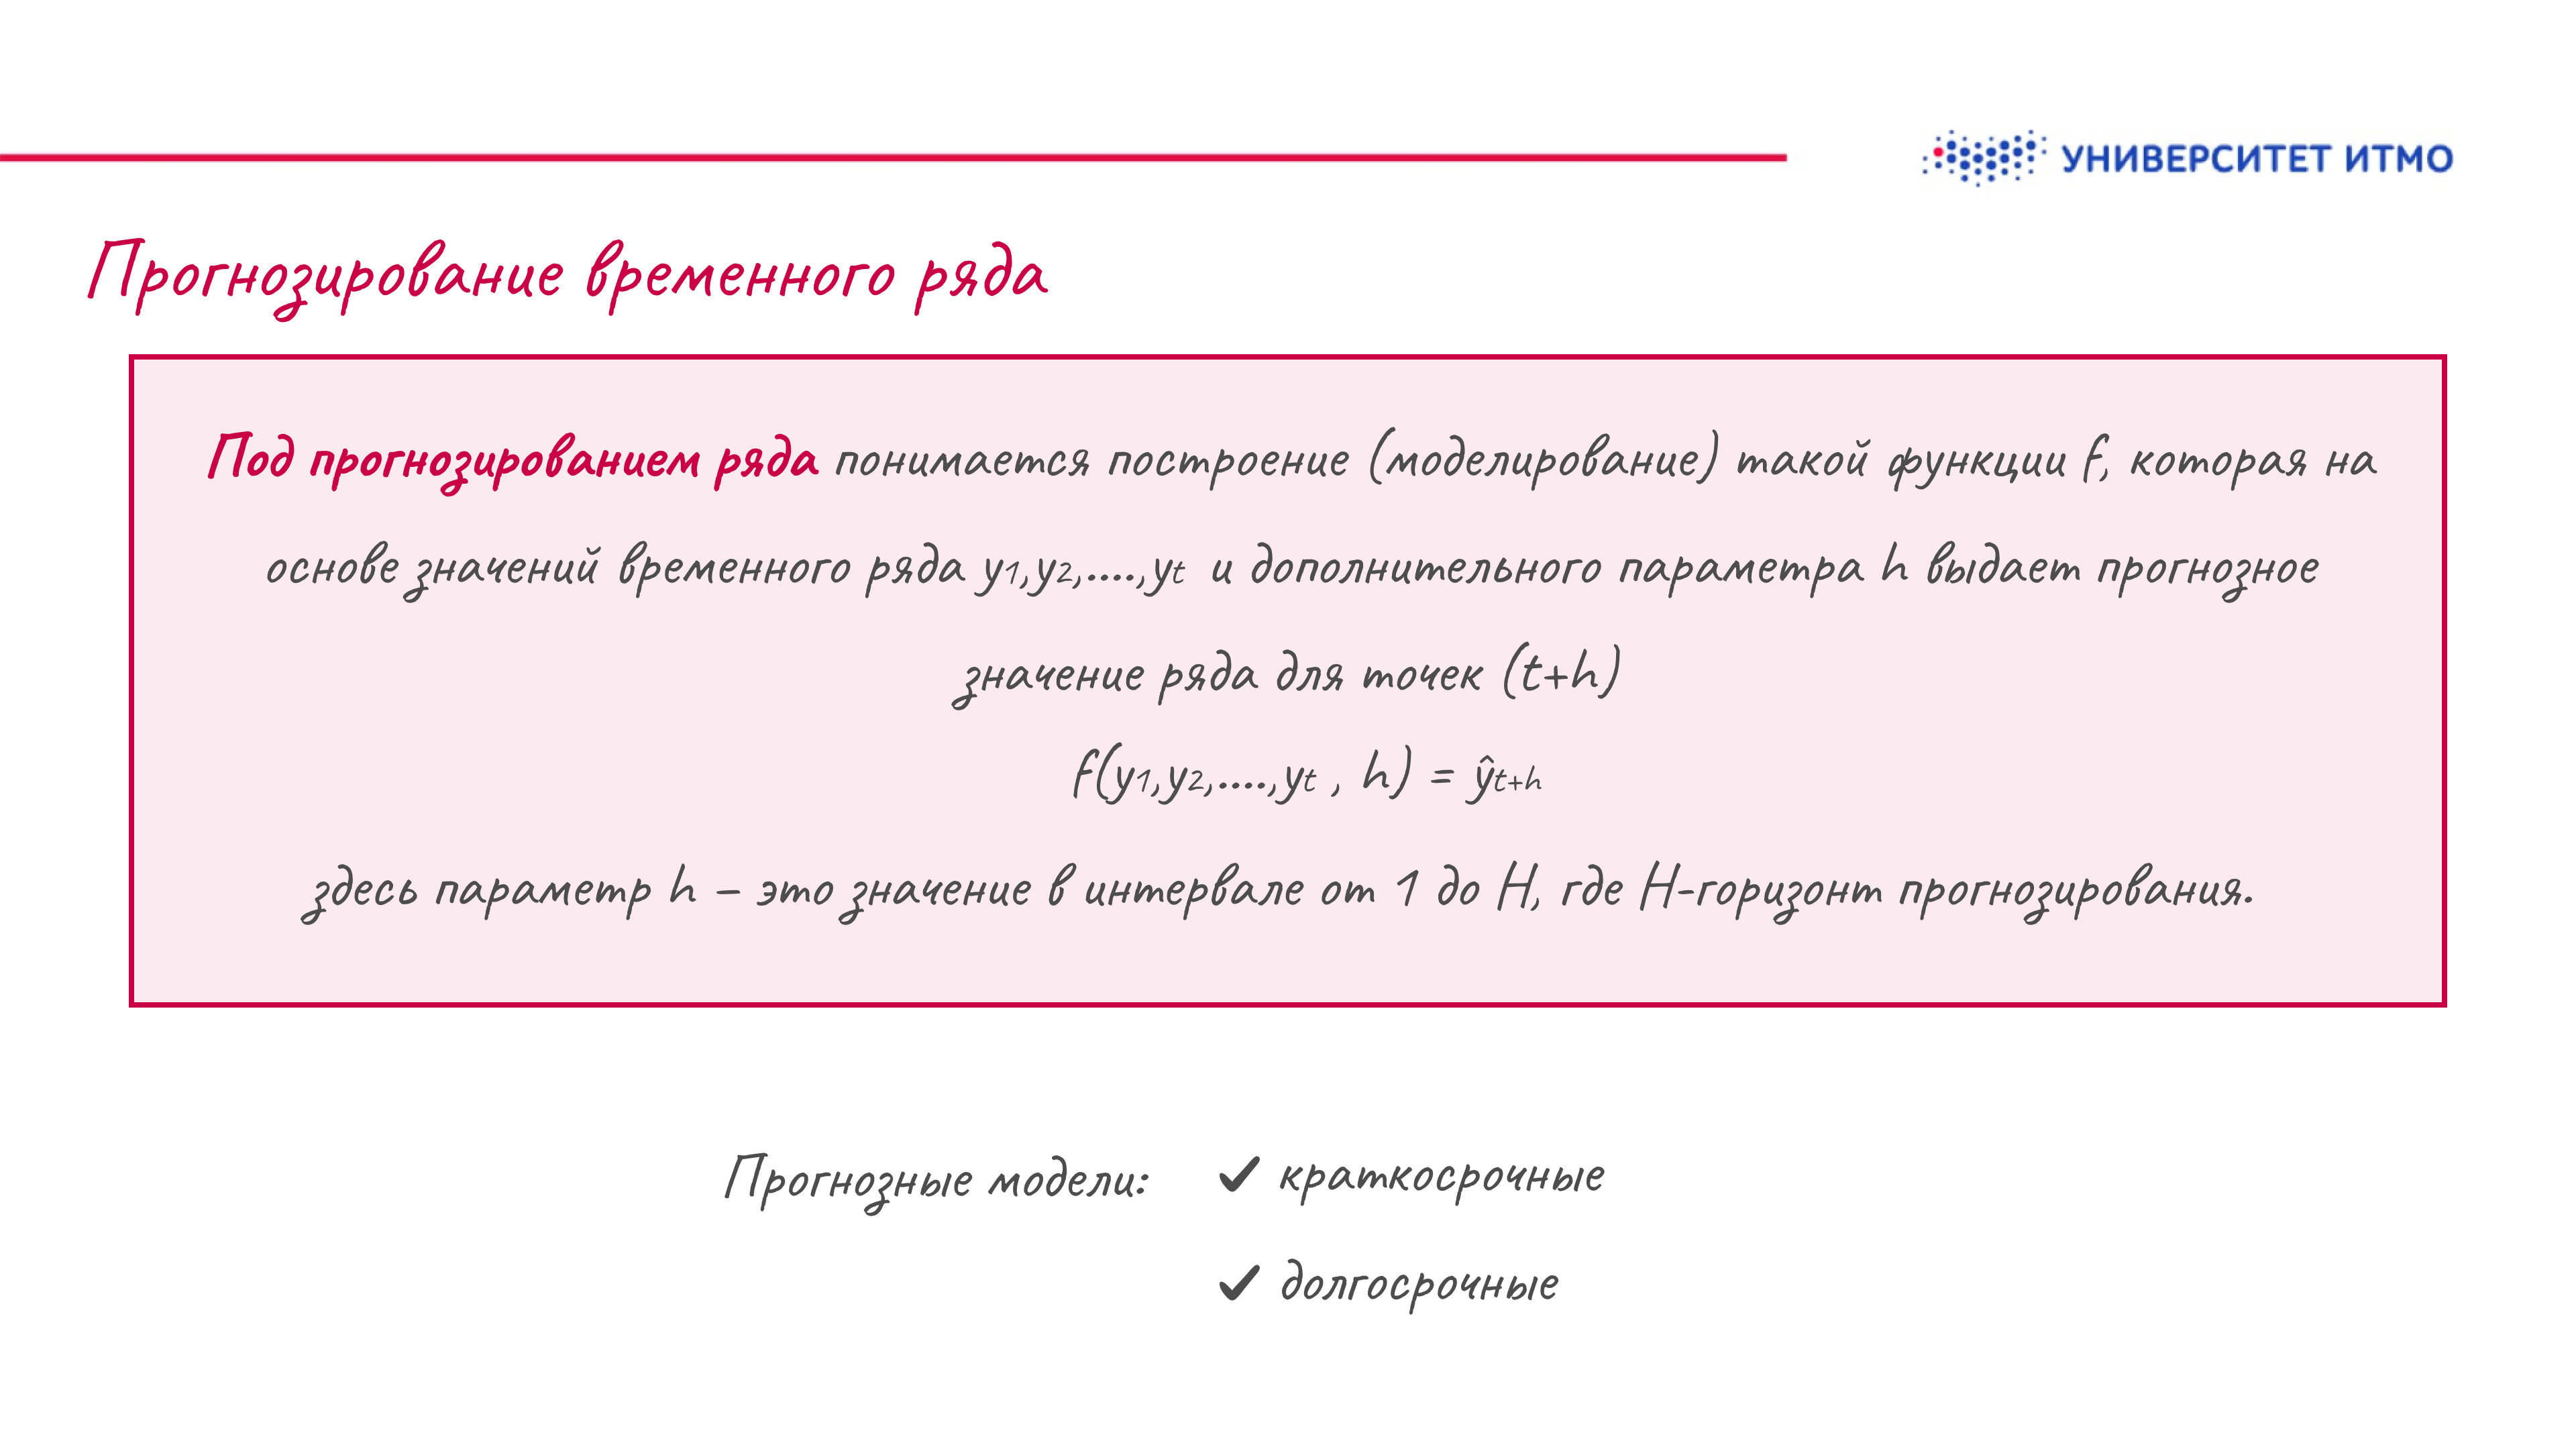 УНИВЕРСИТЕТ ИТМО
Прогнозирование временного ряда
Под прогнозированием ряда понимается построение (моделирование) такой функции f, которая на
основе значений временного ряда y1,y2,....,yt и дополнительного параметра h выдает прогнозное
значение ряда для точек (t+h)
f(y1,y2,....,yt , h) = ŷt+h
здесь параметр h – это значение в интервале от 1 до H, где H-горизонт прогнозирования.
Прогнозные модели: ✔ краткосрочные
✔ долгосрочные